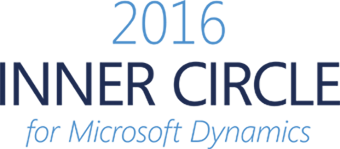 2016
INNER CIRCLE
for Microsoft Dynamics